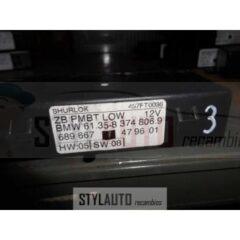 SHURLOK 457FT0036
ZB PMBT LOW 12V
BMW 61.35-8 374 806.9
689 667 47 96 01
HW:05 SW 08
3
STYLAUTO
recambios